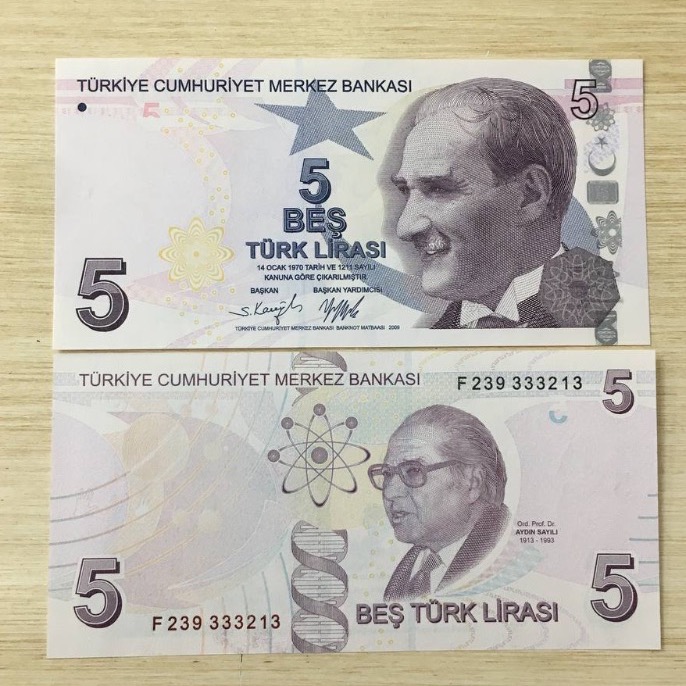 TÜRKİYE CUMHURİYET MERKEZ BANKASI
5
5
5
BEŞ
TÜRK LİRASI
14 OCAK 1970 TARİH VE 1211 SAYILI
KANUNA GÖRE ÇIKARILMIŞTIR.
BAŞKAN BAŞKAN YARDIMCISI
5
TÜRKİYE CUMHURİYET MERKEZ BANKASI BANKNOT MATBAASI 2009
TÜRKİYE CUMHURİYET MERKEZ BANKASI
F239 333213
5
Ord. Prof. Dr.
AYDIN SAYILI
1913 - 1993
5
F239 333213
BEŞ TÜRK LİRASI
5